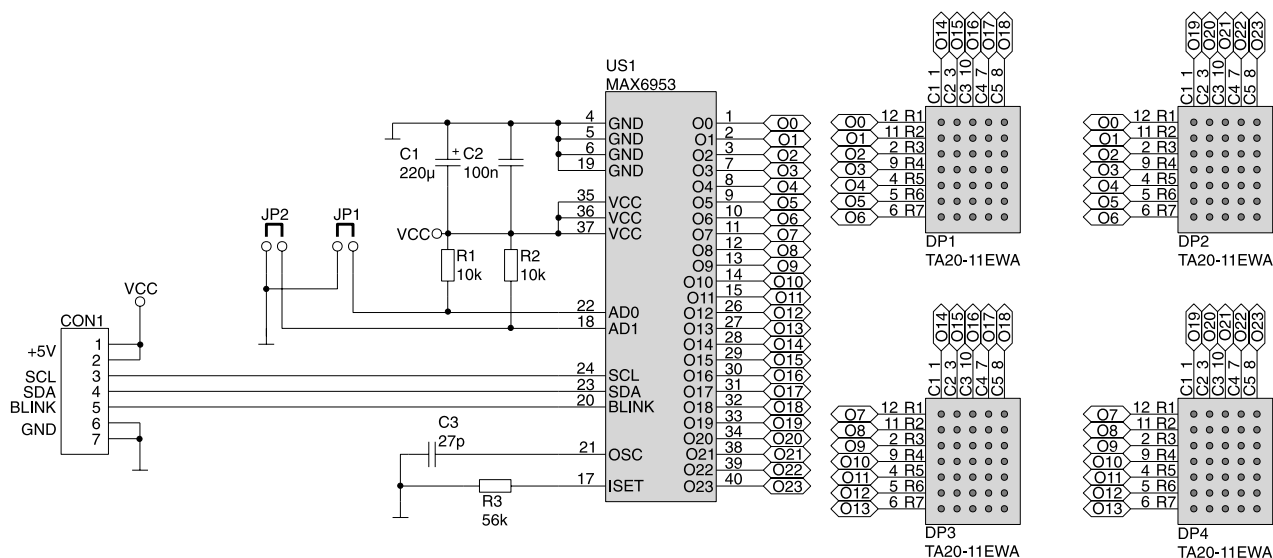 US1
MAX6953
4 GND
5 GND
6 GND
19 GND
35 VCC
36 VCC
37 VCC
22 AD0
18 AD1
24 SCL
23 SDA
20 BLINK
21 OSC
17 ISET
O0 1 O0
O1 2 O1
O2 3 O2
O3 7 O3
O4 8 O4
O5 9 O5
O6 10 O6
O7 11 O7
O8 12 O8
O9 13 O9
O10 14 O10
O11 15 O11
O12 26 O12
O13 27 O13
O14 28 O14
O15 29 O15
O16 30 O16
O17 31 O17
O18 32 O18
O19 33 O19
O20 34 O20
O21 38 O21
O22 39 O22
O23 40 O23
C1
220µ
+
C2
100n
VCC
R1
10k
R2
10k
JP2
JP1
VCC
CON1
+5V 1
2
SCL 3
SDA 4
BLINK 5
GND 6
7
C3
27p
R3
56k
O14 O15 O16 O17 O18
C1 1 C2 3 C3 10 C4 7 C5 8
O0 12 R1
O1 11 R2
O2 2 R3
O3 9 R4
O4 4 R5
O5 5 R6
O6 6 R7
DP1
TA20-11EWA
O19 O20 O21 O22 O23
C1 1 C2 3 C3 10 C4 7 C5 8
O0 12 R1
O1 11 R2
O2 2 R3
O3 9 R4
O4 4 R5
O5 5 R6
O6 6 R7
DP2
TA20-11EWA
O14 O15 O16 O17 O18
C1 1 C2 3 C3 10 C4 7 C5 8
O7 12 R1
O8 11 R2
O9 2 R3
O10 9 R4
O11 4 R5
O12 5 R6
O13 6 R7
DP3
TA20-11EWA
O19 O20 O21 O22 O23
C1 1 C2 3 C3 10 C4 7 C5 8
O7 12 R1
O8 11 R2
O9 2 R3
O10 9 R4
O11 4 R5
O12 5 R6
O13 6 R7
DP4
TA20-11EWA